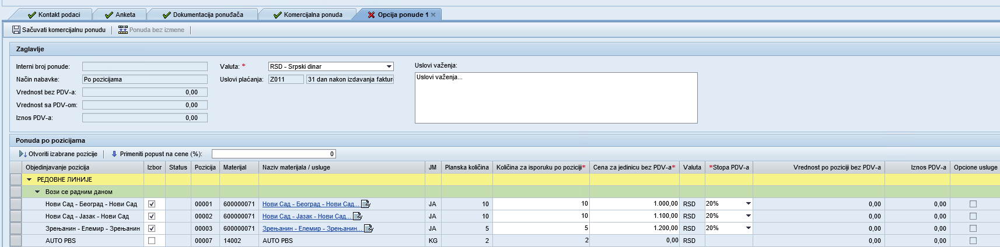 Kontakt podaci Anketa Dokumentacija ponuđača Komercijalna ponuda Opcija ponude 1
Sačuvati komercijalnu ponudu Ponuda bez izmene
Zaglavlje
Interni broj ponude: Valuta: * RSD - Srpski dinar Uslovi važenja:
Način nabavke: Po pozicijama Uslovi plaćanja: Z011 31 dan nakon izdavanja fakture Uslovi važenja...
Vrednost bez PDV-a: 0,00
Vrednost sa PDV-om: 0,00
Iznos PDV-a: 0,00
Ponuda po pozicijama
Otvoriti izabrane pozicije Primeniti popust na cene (%): 0
Objedinjavanje pozicija Izbor Status Pozicija Materijal Naziv materijala / usluge JM Planska količina Količina za isporuku po poziciji* Cena za jedinicu bez PDV-a* Valuta *Stopa PDV-a Vrednost po poziciji bez PDV-a Iznos PDV-a Opcione usluge
РЕДОВНЕ ЛИНИЈЕ
Вози се радним даном
Нови Сад - Београд - Нови Сад 00001 600000071 Нови Сад - Београд - Нови Сад... JA 10 10 1.000,00 RSD 20% 0,00 0,00
Нови Сад - Јазак - Нови Сад 00002 600000071 Нови Сад - Јазак - Нови Сад... JA 10 10 1.100,00 RSD 20% 0,00 0,00
Зрењанин - Елемир - Зрењанин 00003 600000071 Зрењанин - Елемир - Зрењанин... JA 5 5 1.200,00 RSD 20% 0,00 0,00
AUTO PBS 00007 14002 AUTO PBS KG 2 2 0,00 RSD 0,00 0,00